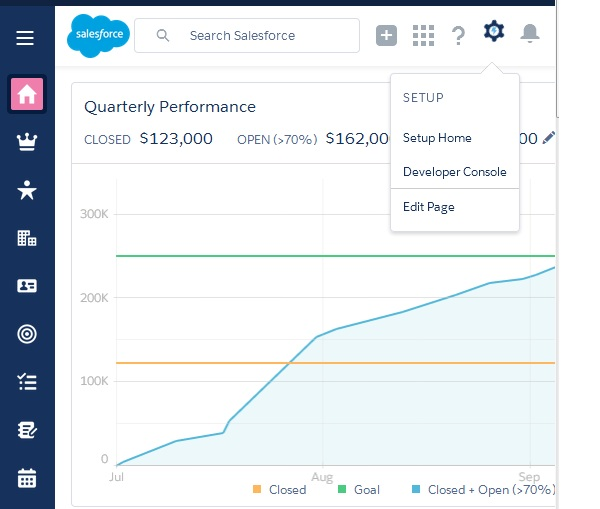 salesforce
Search Salesforce
SETUP
Setup Home
Developer Console
Edit Page
Quarterly Performance
CLOSED $123,000 OPEN (>70%) $162,00 00
300K
200K
100K
0
Jul Aug Sep
Closed Goal Closed + Open (>70%)